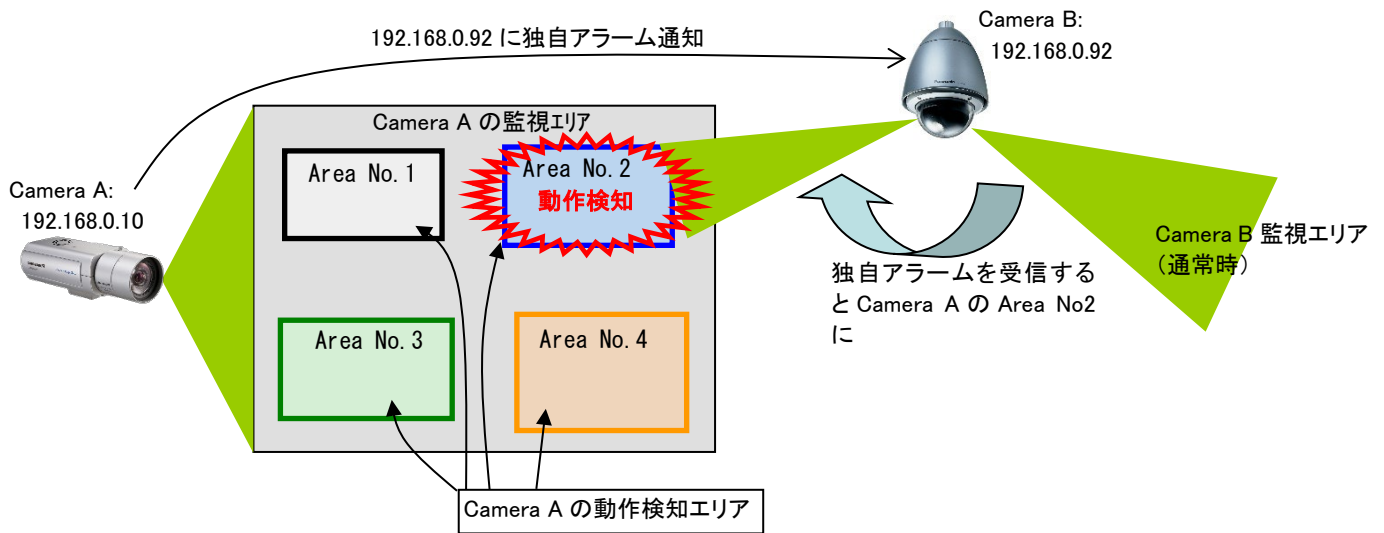 Camera B:
192.168.0.92
192.168.0.92 に独自アラーム通知
Camera A の監視エリア
Area No.1
Area No.2
動作検知
Camera A:
192.168.0.10
Camera B 監視エリア
（通常時）
独自アラームを受信する
と Camera A の Area No2
に
Area No.3
Area No.4
Camera A の動作検知エリア